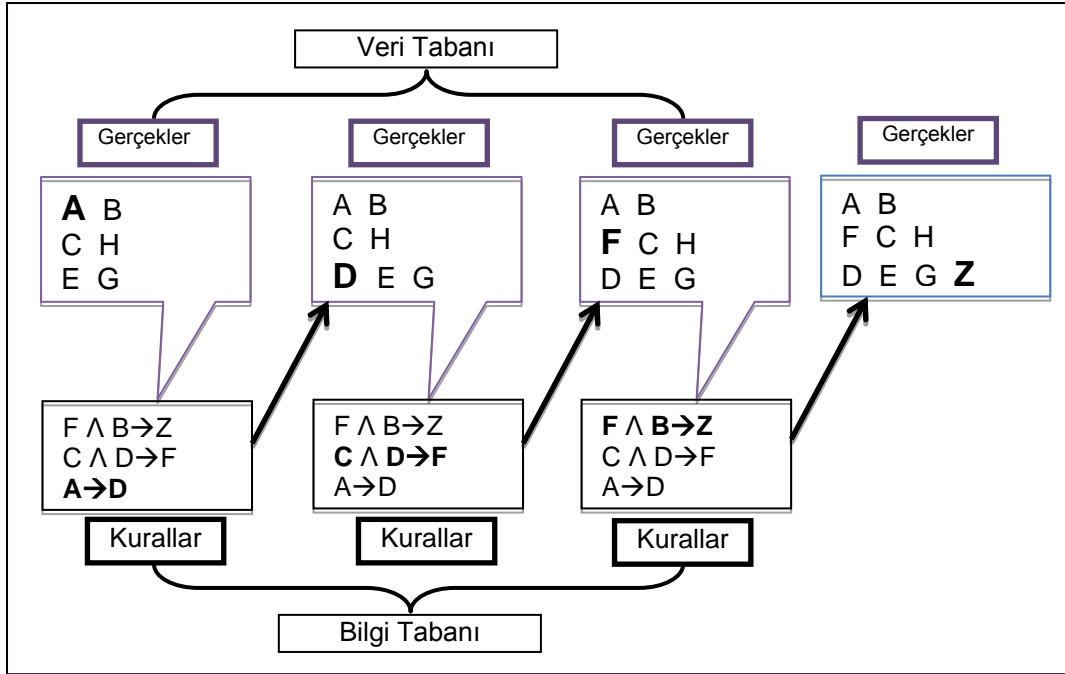 Veri Tabanı
Gerçekler
Gerçekler
Gerçekler
Gerçekler
A B
C H
E G
A B
C H
D E G
A B
F C H
D E G
A B
F C H
D E G Z
F Λ B→Z
C Λ D→F
A→D
F Λ B→Z
C Λ D→F
A→D
F Λ B→Z
C Λ D→F
A→D
Kurallar
Kurallar
Kurallar
Bilgi Tabanı